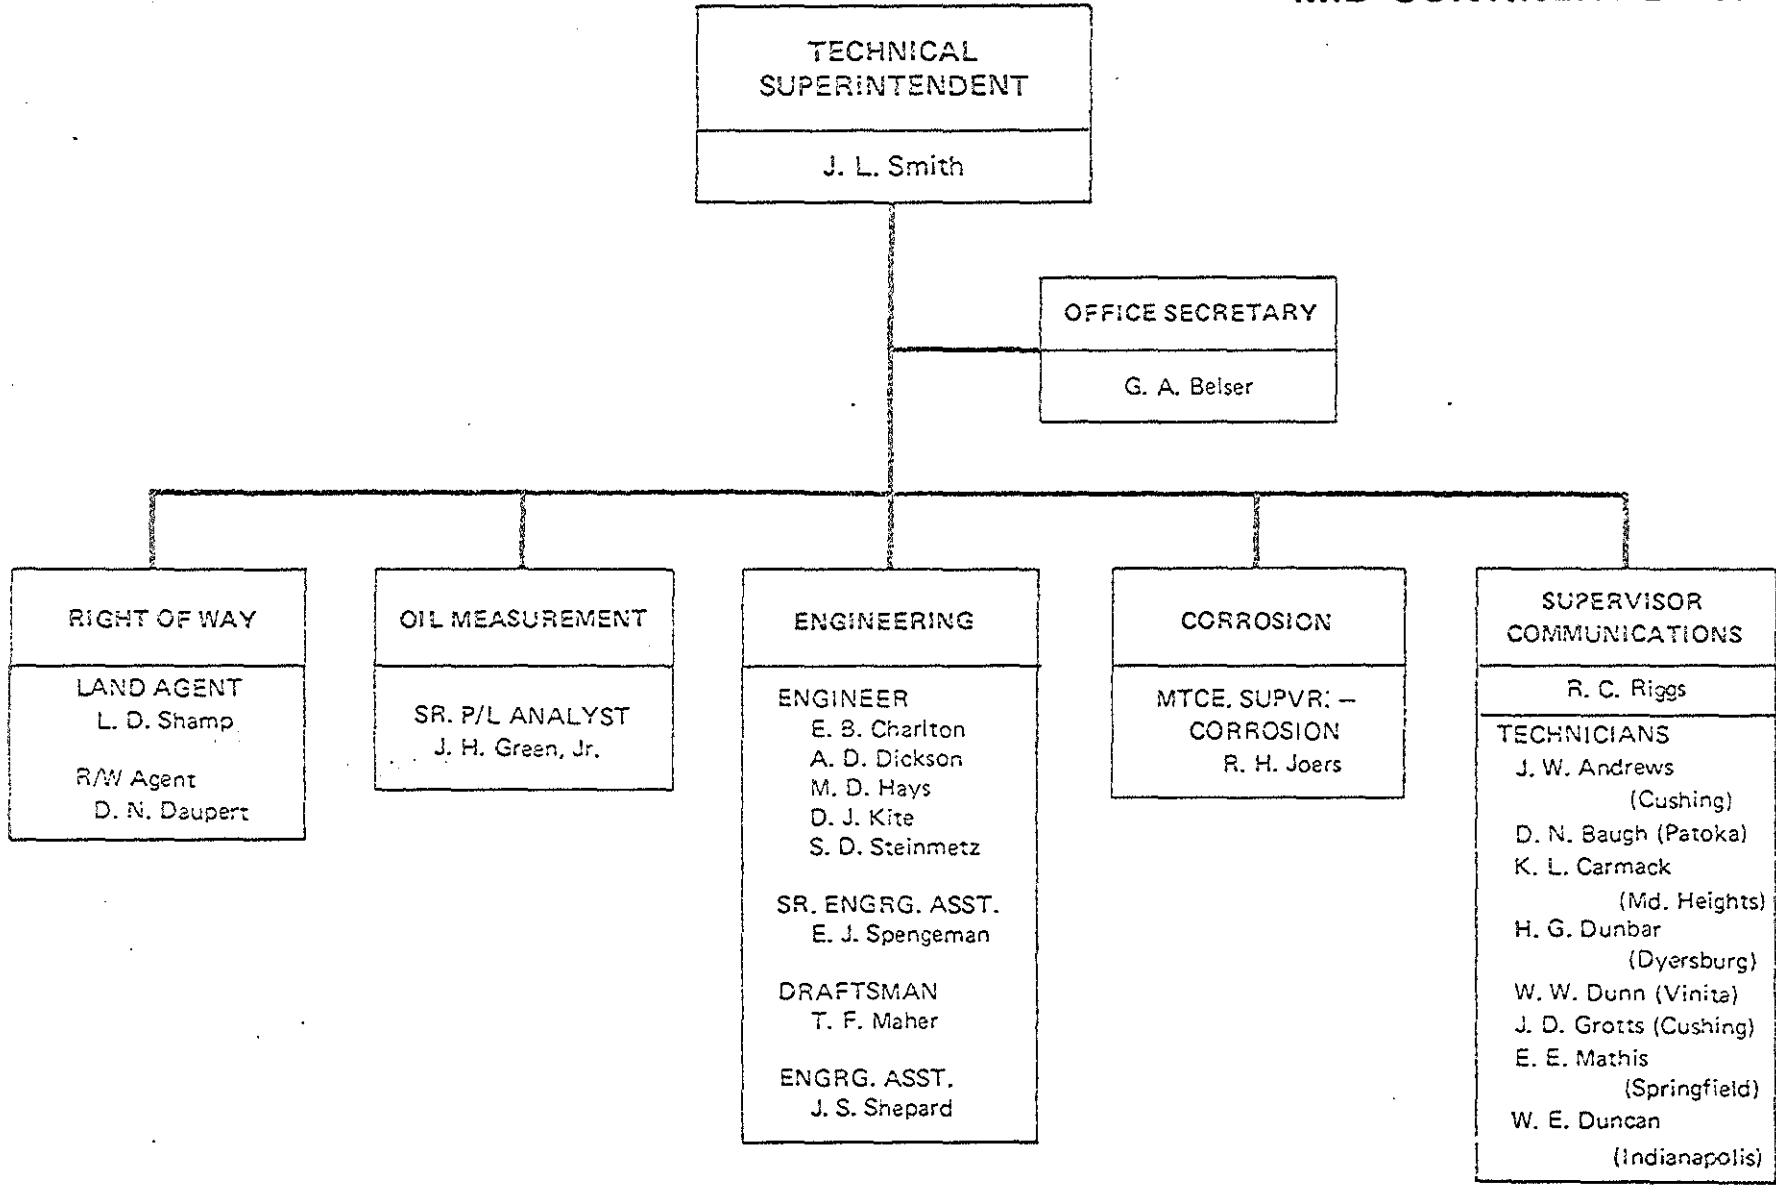 TECHNICAL
SUPERINTENDENT
J. L. Smith
OFFICE SECRETARY
G. A. Belser
RIGHT OF WAY
LAND AGENT
L. D. Shamp
R/W Agent
D. N. Daupert
OIL MEASUREMENT
SR. P/L ANALYST
J. H. Green, Jr.
ENGINEERING
ENGINEER
E. B. Charlton
A. D. Dickson
M. D. Hays
D. J. Kite
S. D. Steinmetz
SR. ENGRG. ASST.
E. J. Spengeman
DRAFTSMAN
T. F. Maher
ENGRG. ASST.
J. S. Shepard
CORROSION
MTCE. SUPVR. –
CORROSION
R. H. Joers
SUPERVISOR
COMMUNICATIONS
R. C. Riggs
TECHNICIANS
J. W. Andrews
(Cushing)
D. N. Baugh (Patoka)
K. L. Carmack
(Md. Heights)
H. G. Dunbar
(Dyersburg)
W. W. Dunn (Vinita)
J. D. Grotts (Cushing)
E. E. Mathis
(Springfield)
W. E. Duncan
(Indianapolis)